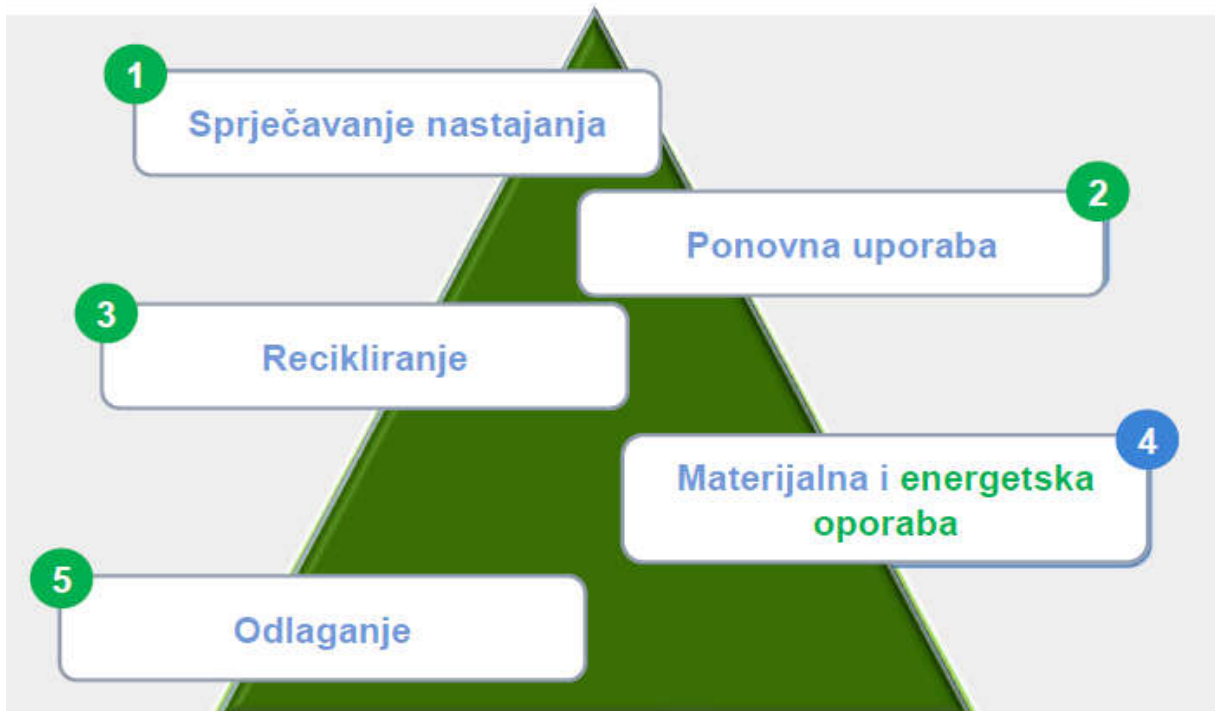 1
Sprječavanje nastajanja
2
Ponovna uporaba
3
Recikliranje
4
Materijalna i energetska
oporaba
5
Odlaganje